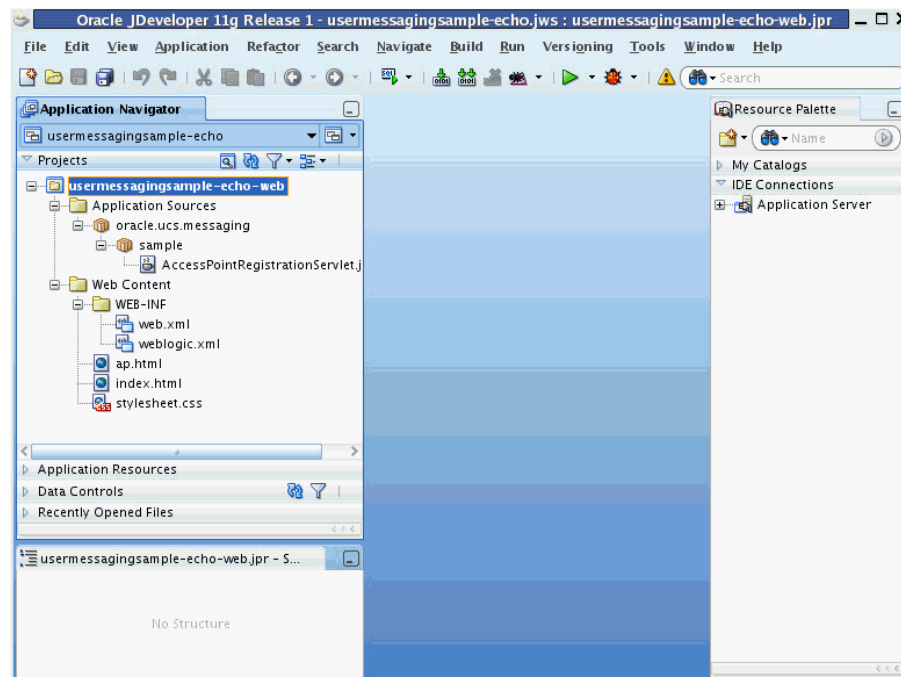 Oracle JDeveloper 11g Release 1 - usermessagingsample-echo.jws : usermessagingsample-echo-web.jpr
File Edit View Application Refactor Search Navigate Build Run Versioning Tools Window Help
Search
Application Navigator
usermessagingsample-echo
Projects
usermessagingsample-echo-web
Application Sources
oracle.ucs.messaging
sample
AccessPointRegistrationServlet.j
Web Content
WEB-INF
web.xml
weblogic.xml
ap.html
index.html
stylesheet.css
Application Resources
Data Controls
Recently Opened Files
usermessagingsample-echo-web.jpr - S...
No Structure
Resource Palette
Name
My Catalogs
IDE Connections
Application Server